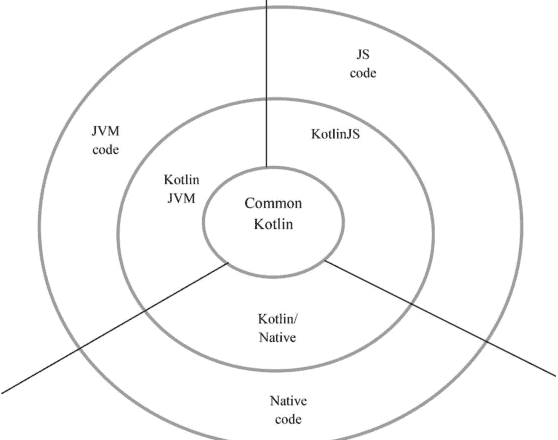 JS
code
JVM
code
KotlinJS
Kotlin
JVM
Common
Kotlin
Kotlin/
Native
Native
code